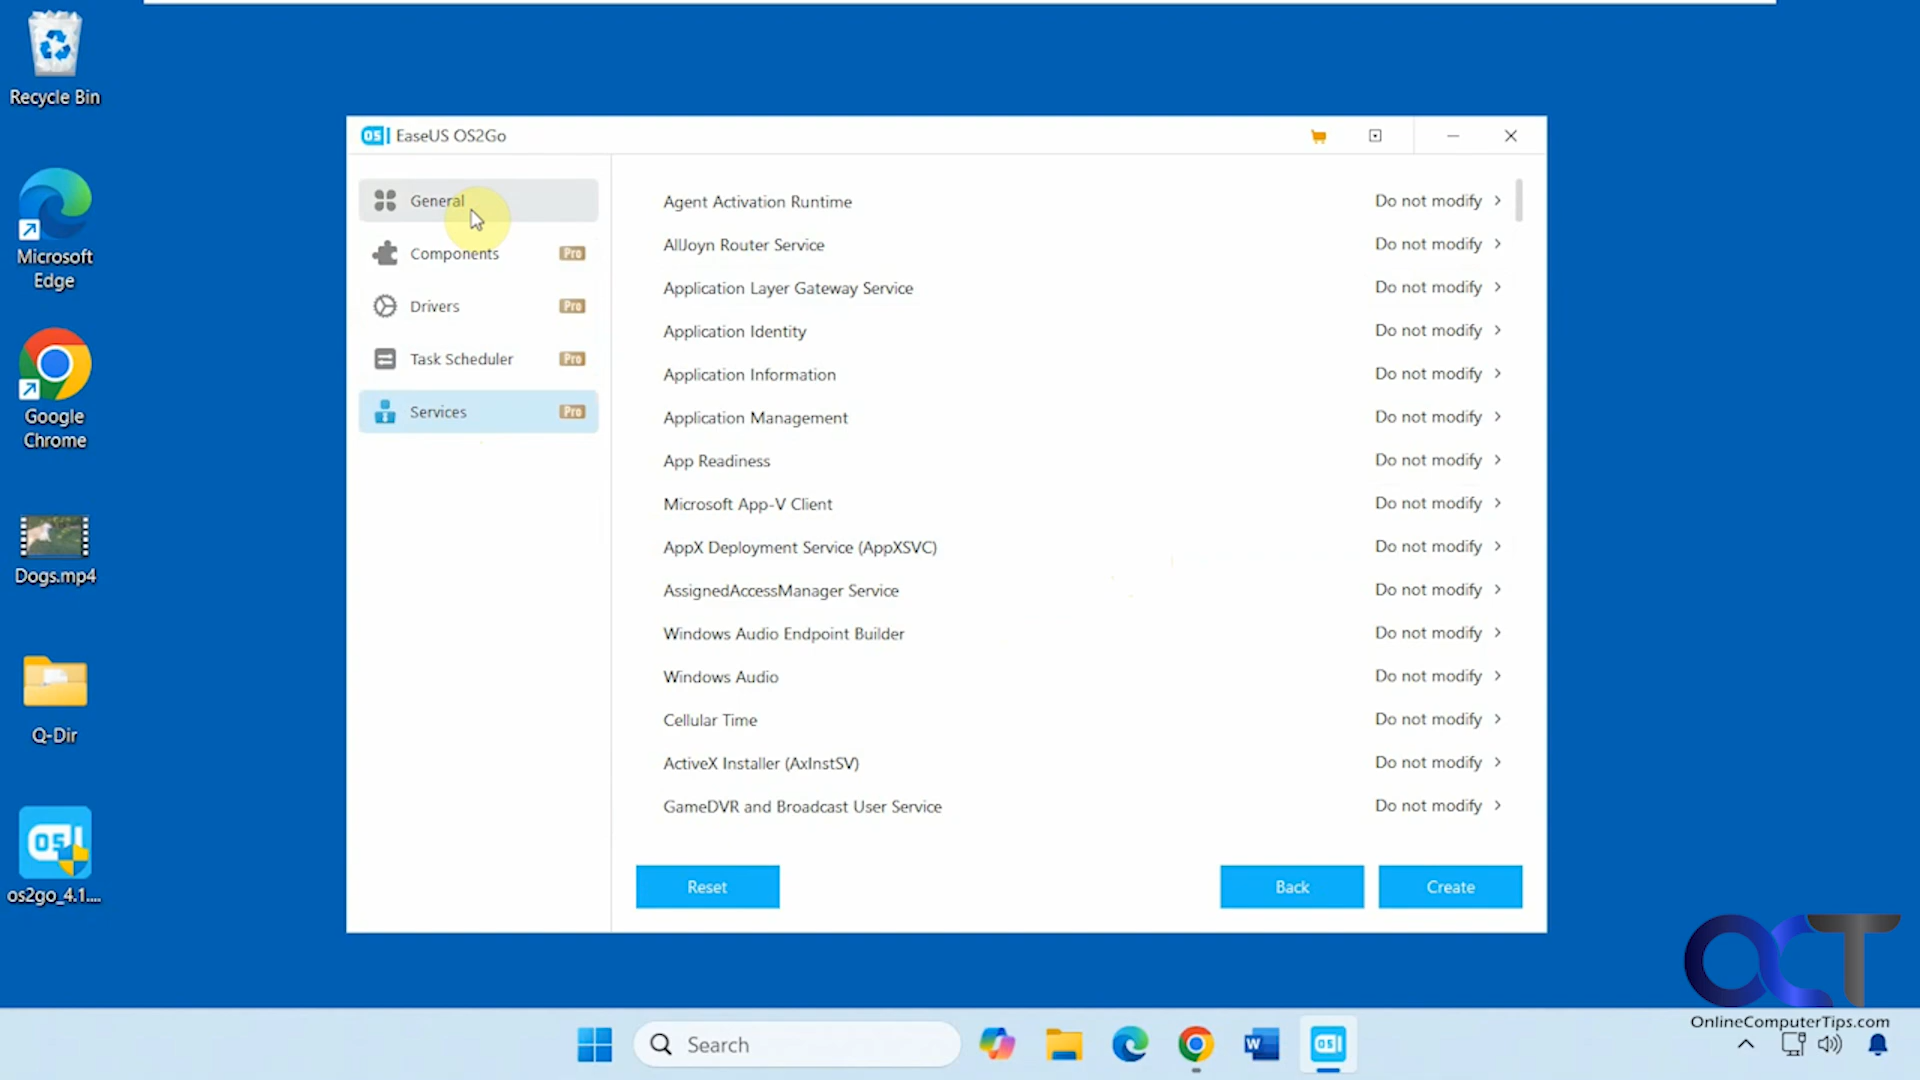 Recycle Bin
Microsoft
Edge
Google
Chrome
Dogs.mp4
Q-Dir
OS
os2go_4.1....
OS EaseUS OS2Go
General
Components Pro
Drivers Pro
Task Scheduler Pro
Services Pro
Agent Activation Runtime Do not modify
AllJoyn Router Service Do not modify
Application Layer Gateway Service Do not modify
Application Identity Do not modify
Application Information Do not modify
Application Management Do not modify
App Readiness Do not modify
Microsoft App-V Client Do not modify
AppX Deployment Service (AppXSVC) Do not modify
AssignedAccessManager Service Do not modify
Windows Audio Endpoint Builder Do not modify
Windows Audio Do not modify
Cellular Time Do not modify
ActiveX Installer (AxInstSV) Do not modify
GameDVR and Broadcast User Service Do not modify
Reset Back Create
OCT
OnlineComputerTips.com
Search
W
OS